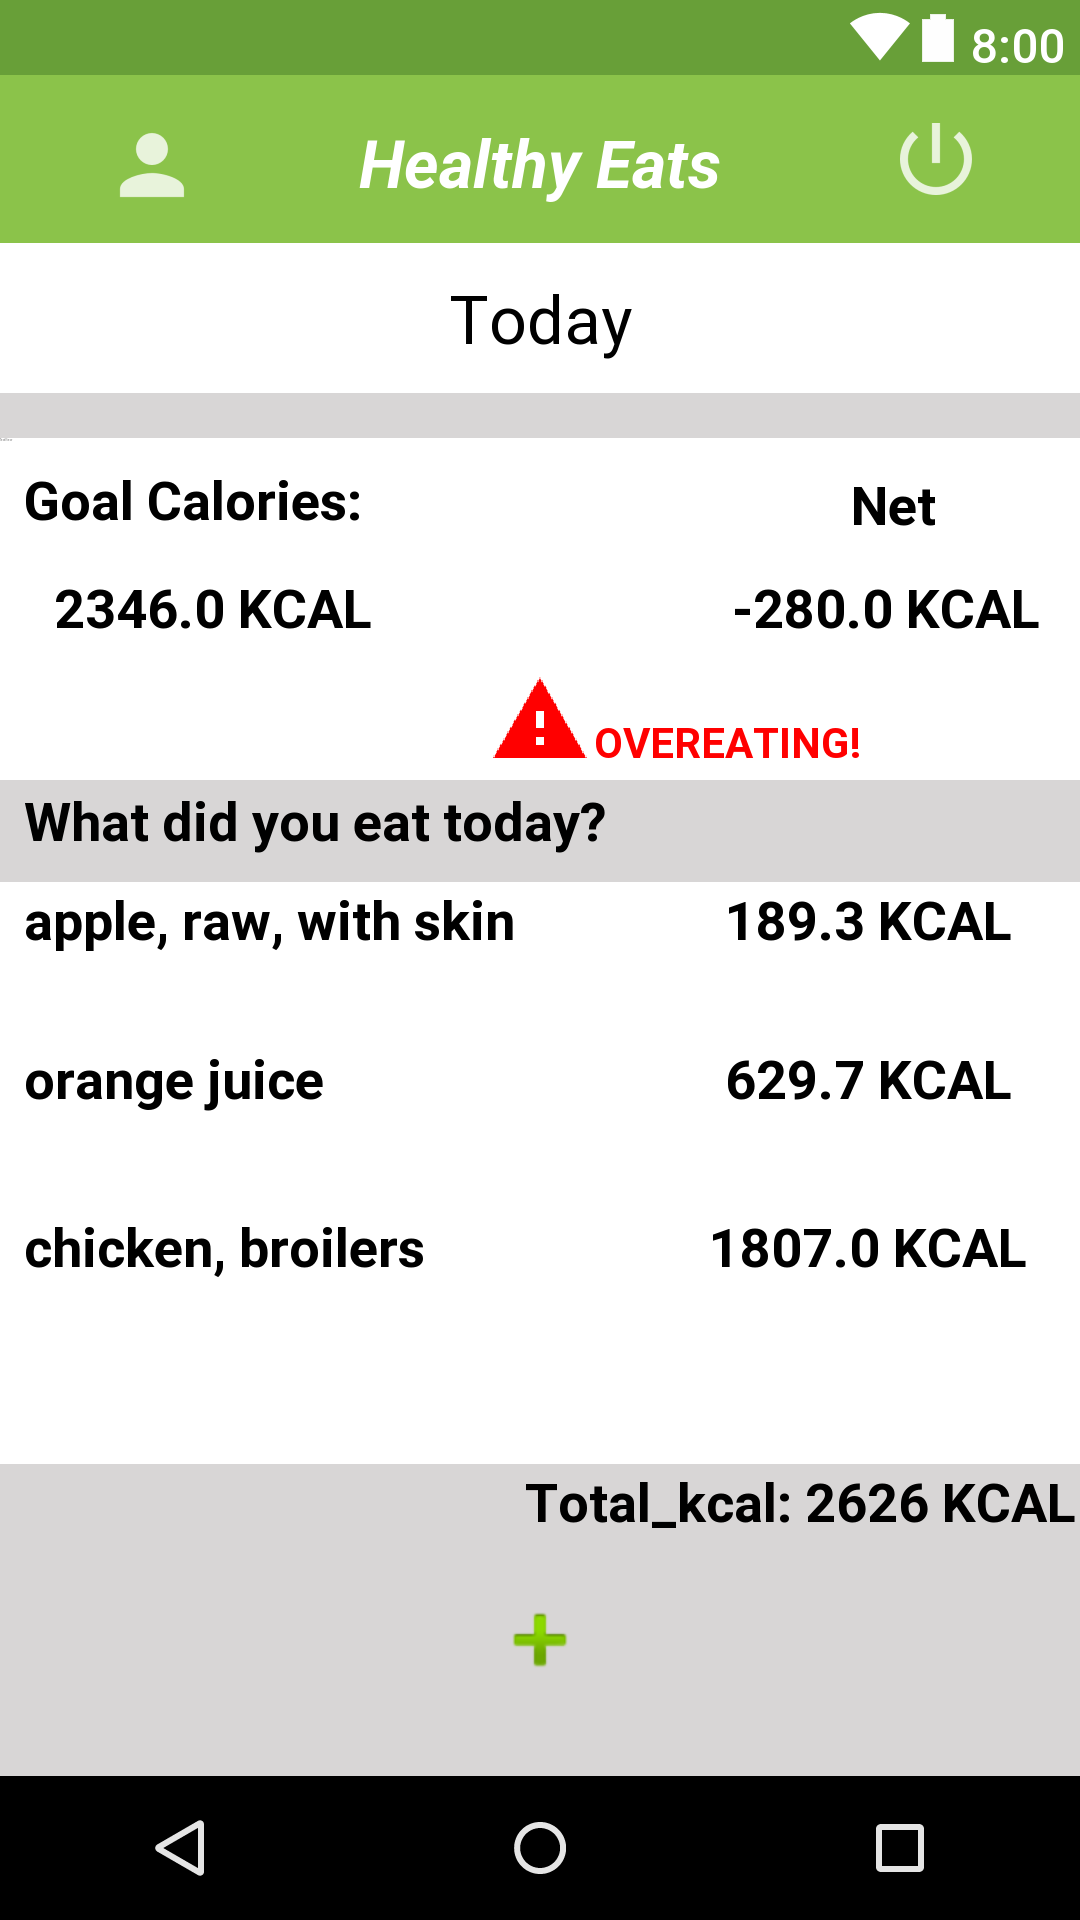 8:00
Healthy Eats
Today
Goal Calories:
Net
2346.0 KCAL
-280.0 KCAL
OVEREATING!
What did you eat today?
apple, raw, with skin
189.3 KCAL
orange juice
629.7 KCAL
chicken, broilers
1807.0 KCAL
Total_kcal: 2626 KCAL